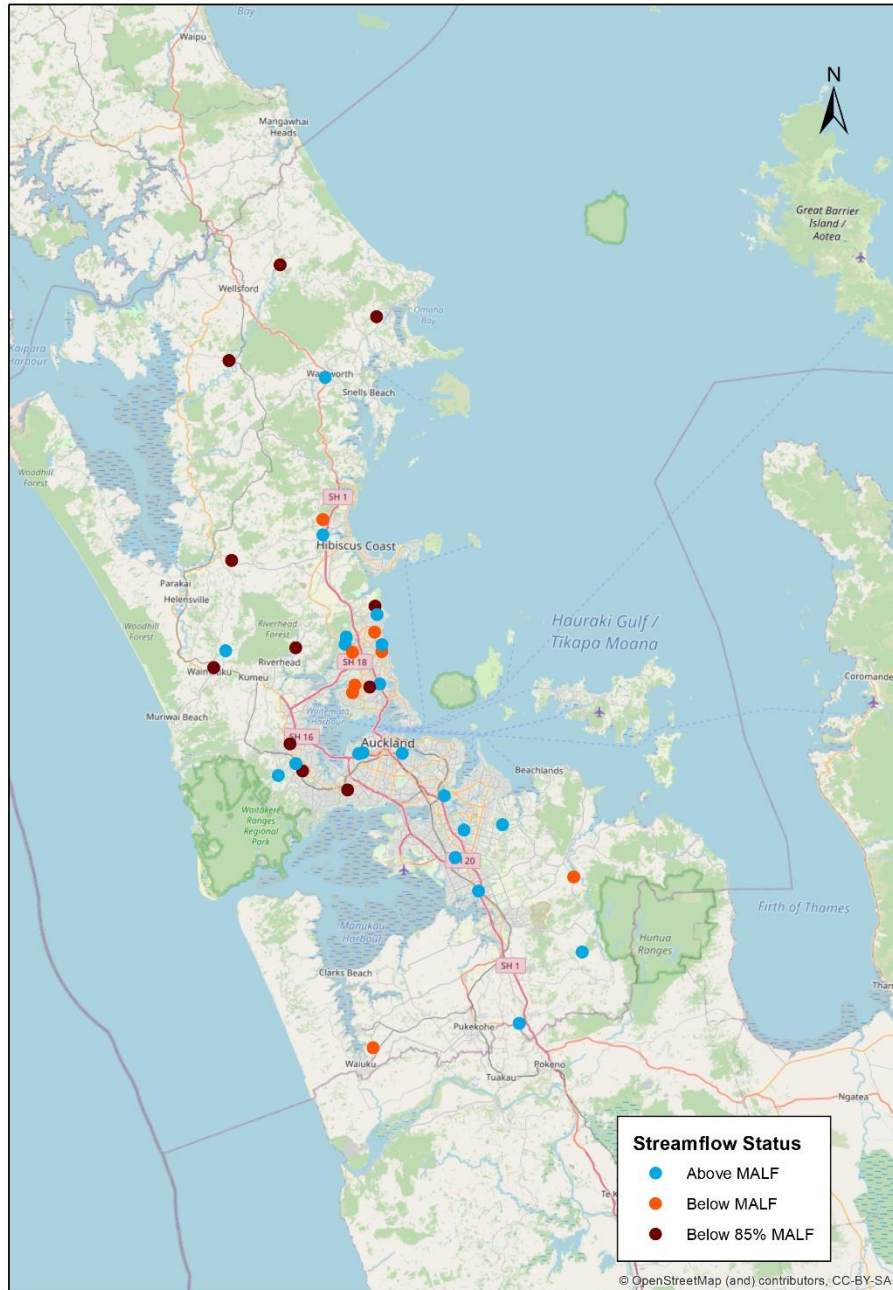 Bay
Waipu
Mangawhai
Heads
N
Great Barrier
Island /
Aotea
Wellsford
Omaha
Bay
Kaipara
Harbour
Snells Beach
Woodhill
Forest
SH 1
Hibiscus Coast
Parakai
Helensville
Woodhill
Forest
Riverhead
Forest
Hauraki Gulf /
Tikapa Moana
Riverhead
SH 18
Kumeu
Coromandel
Muriwai Beach
Waitemata
Harbour
SH 16
Auckland
Beachlands
Waitākere
Ranges
Regional
Park
20
Firth of Thames
Manukau
Harbour
Hunua
Ranges
Clarks Beach
SH 1
Pukekohe
Waiuku
Pokeno
Tuakau
Ngatea
Streamflow Status
Above MALF
Below MALF
Below 85% MALF
© OpenStreetMap (and) contributors, CC-BY-SA